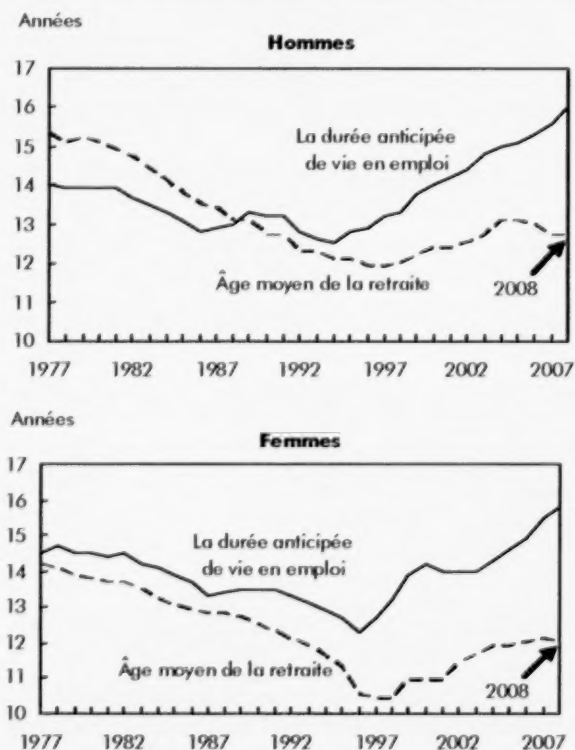 Années
Hommes
17
16
15
14
13
12
11
10
La durée anticipée
de vie en emploi
Âge moyen de la retraite
2008
1977 1982 1987 1992 1997 2002 2007
Années
Femmes
17
16
15
14
13
12
11
10
La durée anticipée
de vie en emploi
Âge moyen de la retraite
2008
1977 1982 1987 1992 1997 2002 2007